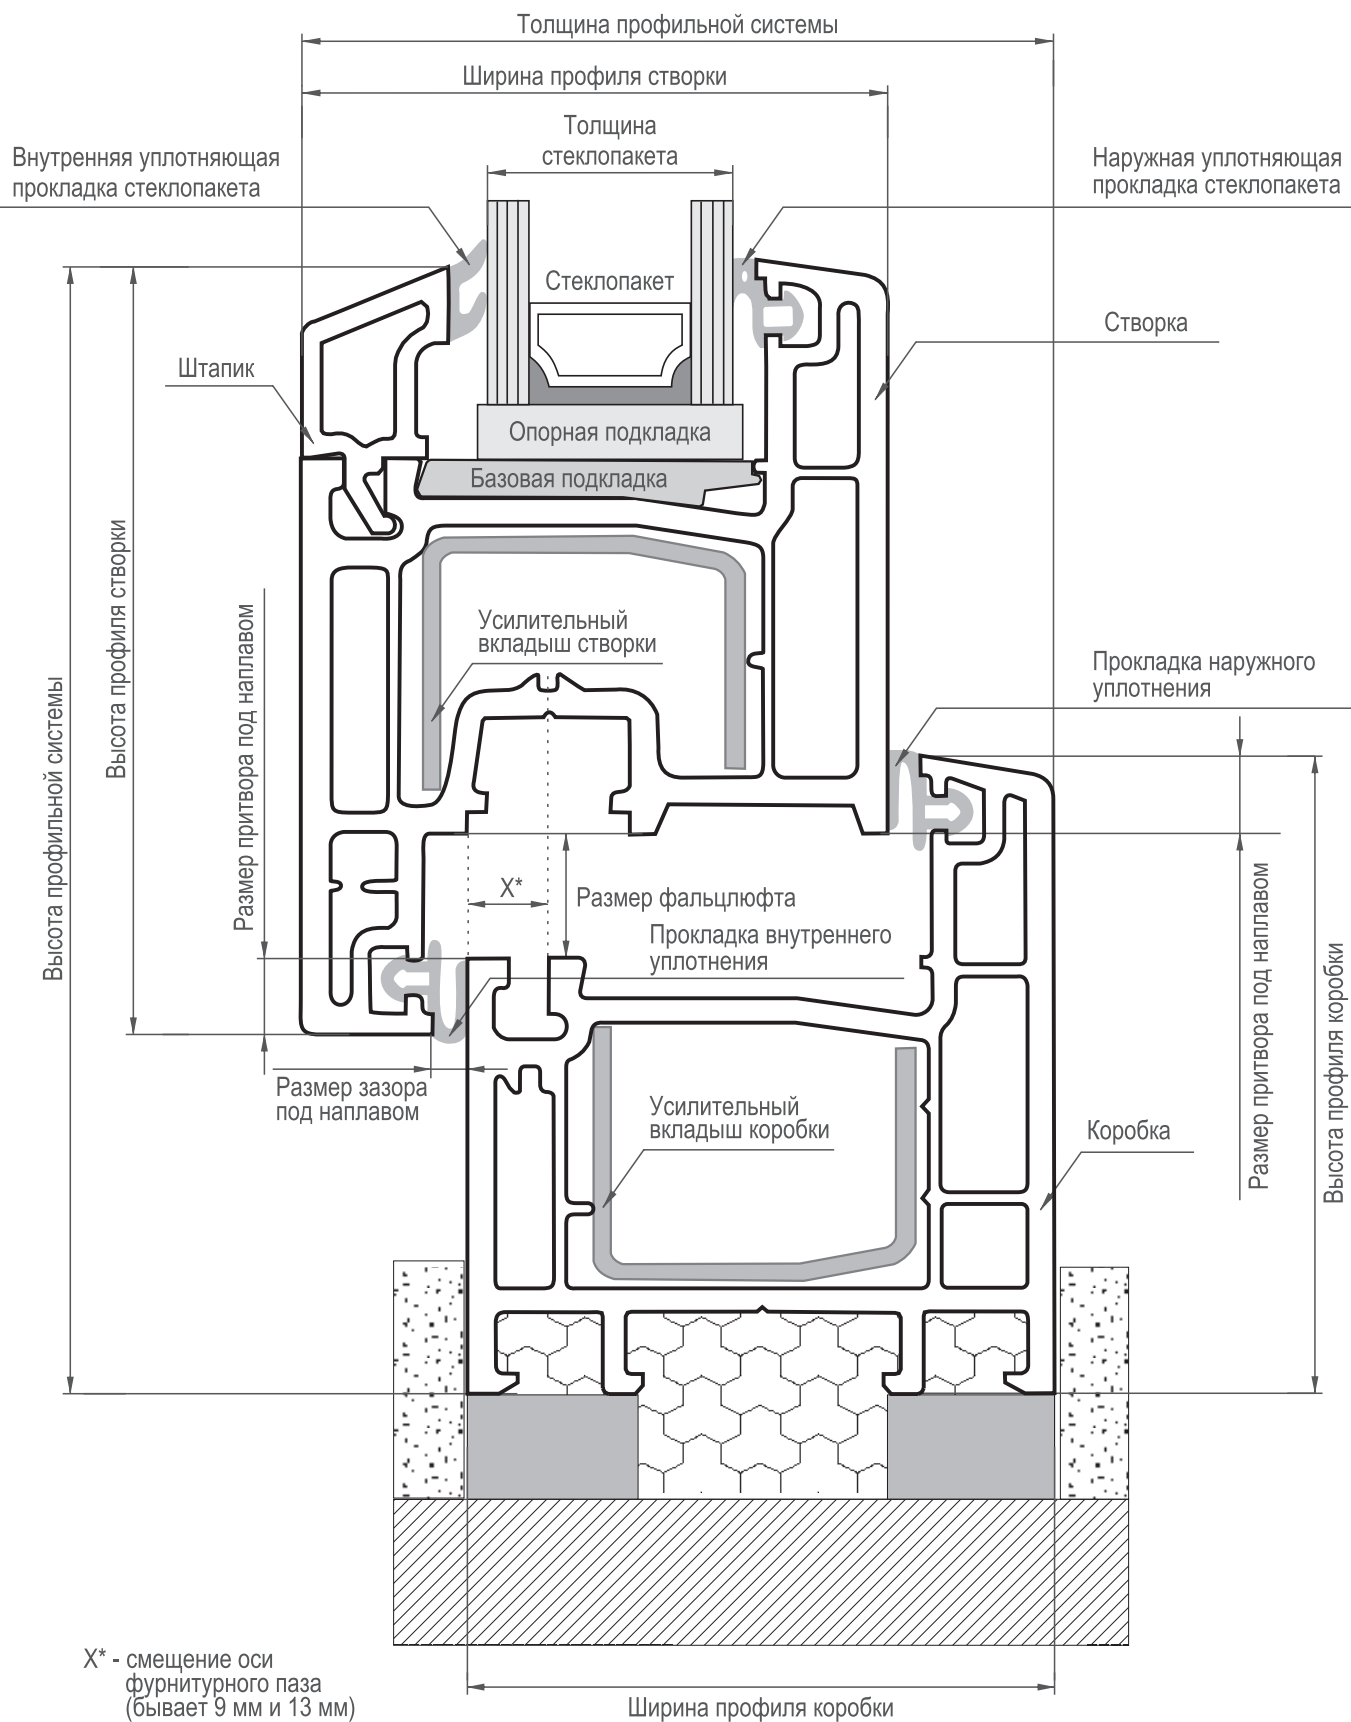 Толщина профильной системы
Ширина профиля створки
Толщина
стеклопакета
Внутренняя уплотняющая
прокладка стеклопакета
Наружная уплотняющая
прокладка стеклопакета
Стеклопакет
Створка
Штапик
Опорная подкладка
Базовая подкладка
Усилительный
вкладыш створки
Высота профильной системы
Высота профиля створки
Размер притвора под наплавом
Прокладка наружного
уплотнения
X*
Размер фальцлюфта
Прокладка внутреннего
уплотнения
Размер зазора
под наплавом
Усилительный
вкладыш коробки
Коробка
Размер притвора под наплавом
Высота профиля коробки
X* - смещение оси
фурнитурного паза
(бывает 9 мм и 13 мм)
Ширина профиля коробки